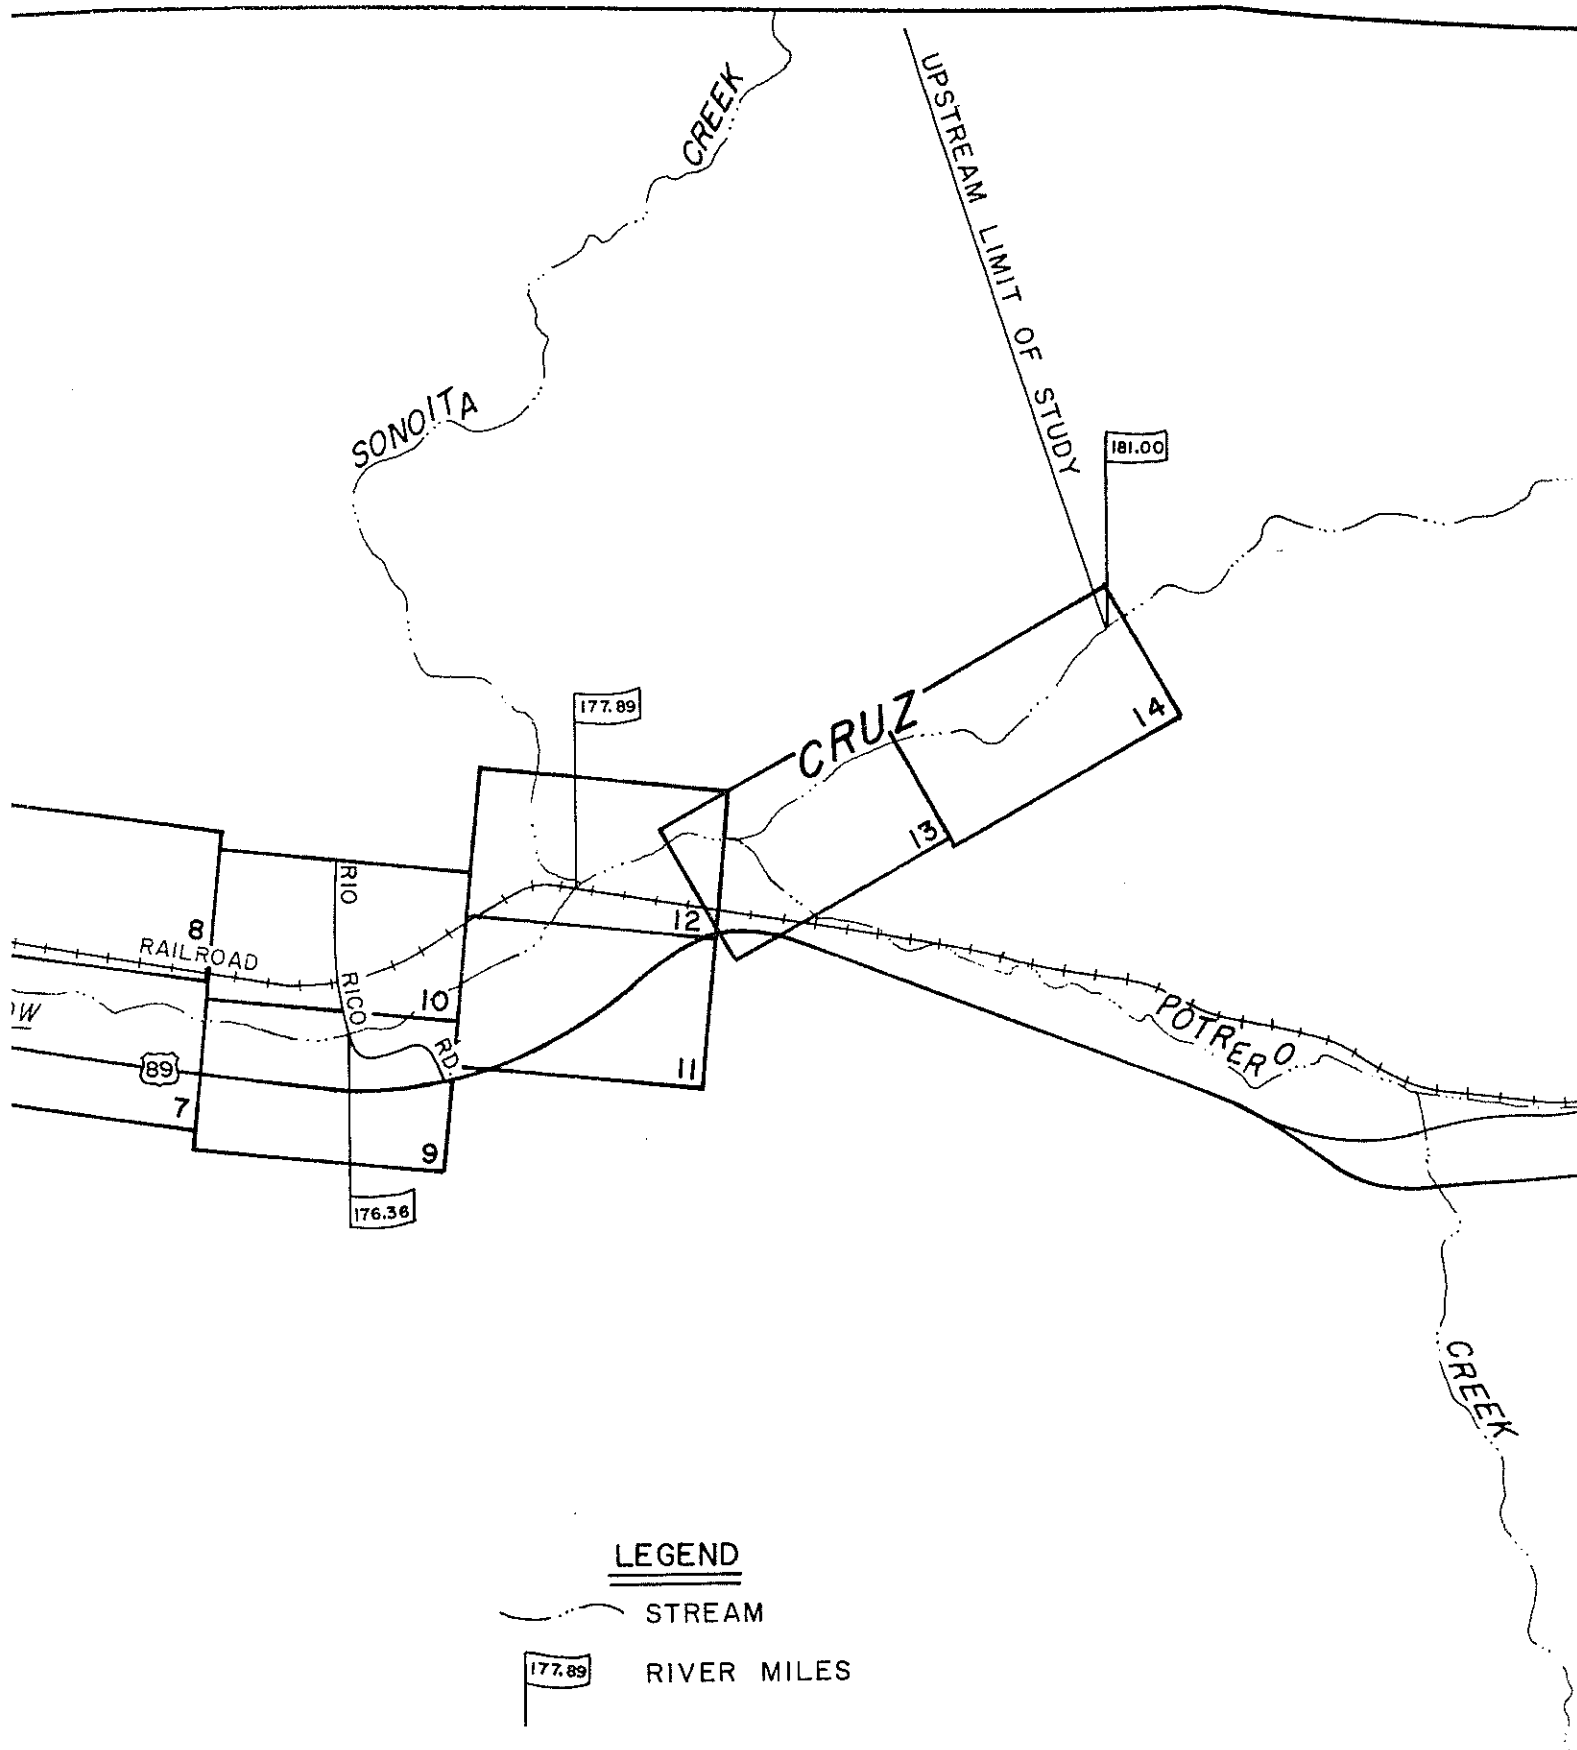 CREEK
SONOITA
UPSTREAM LIMIT OF STUDY
181.00
177.89
CRUZ
14
13
12
RIO
RICO
RD.
8
RAILROAD
10
89
11
7
9
176.36
POTRERO
CREEK
LEGEND
STREAM
177.89 RIVER MILES